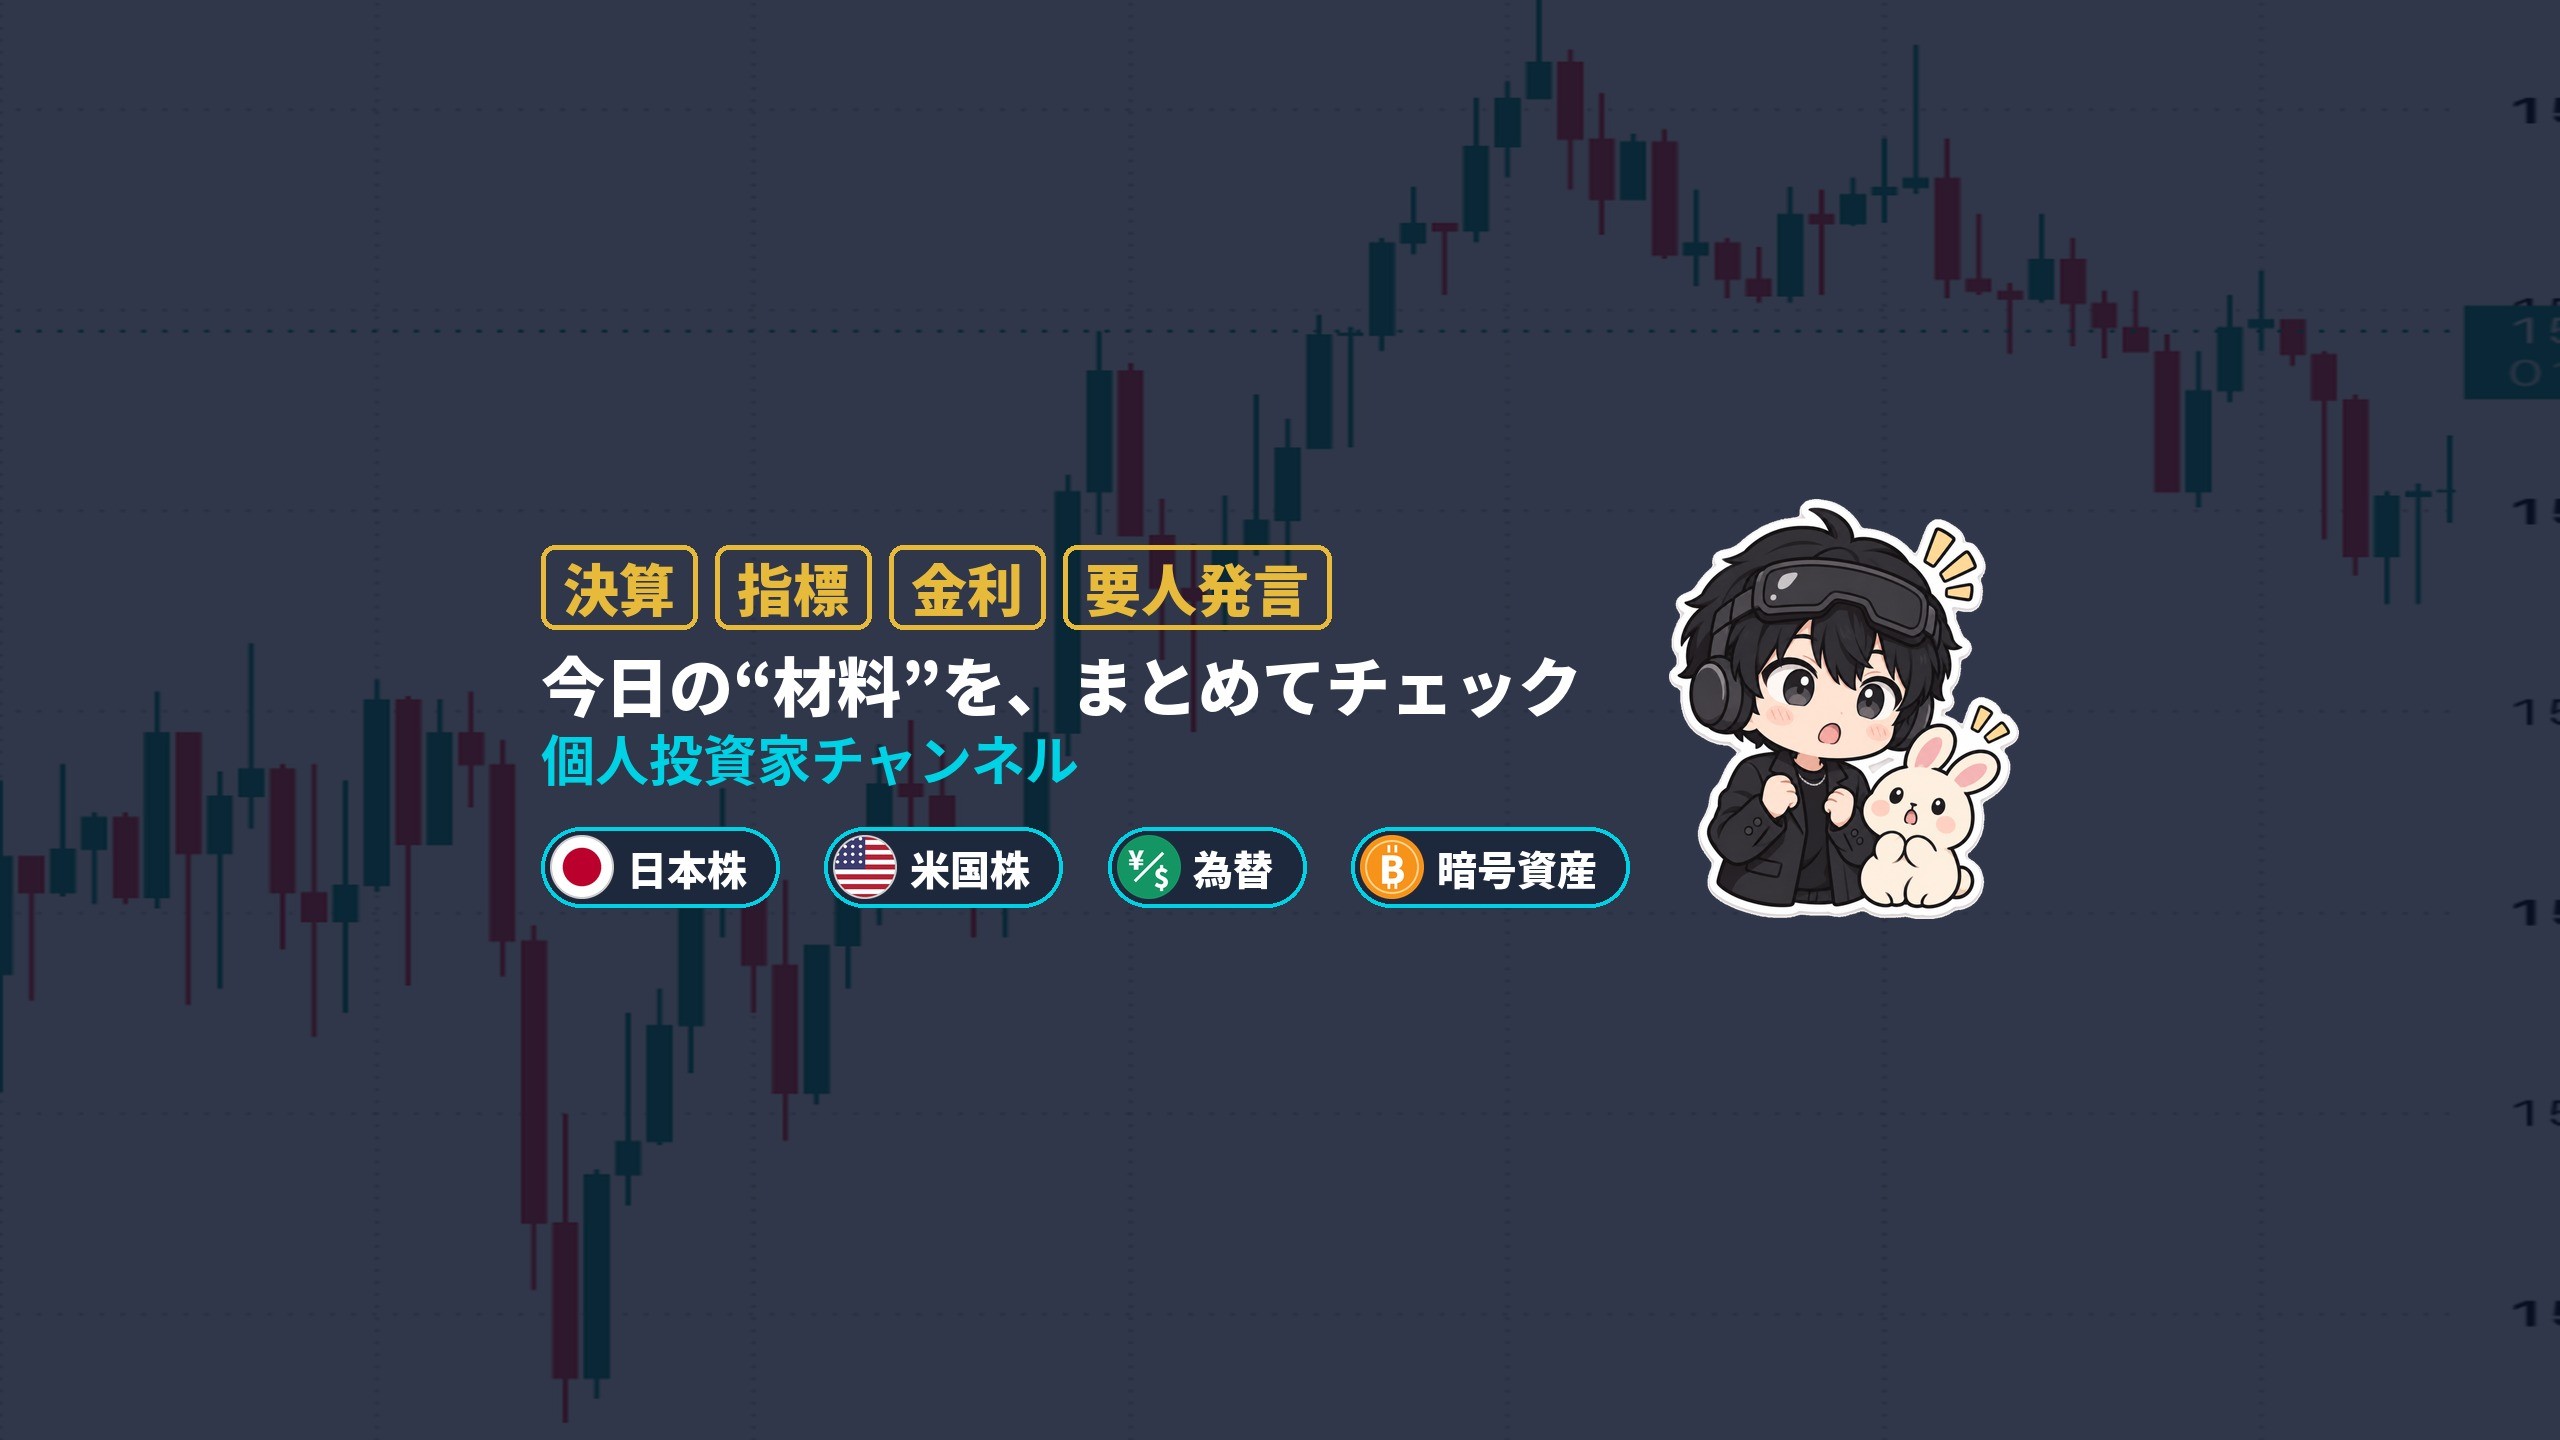 決算 指標 金利 要人発言
今日の“材料”を、まとめてチェック
個人投資家チャンネル
日本株 米国株 ¥/$ 為替 B 暗号資産